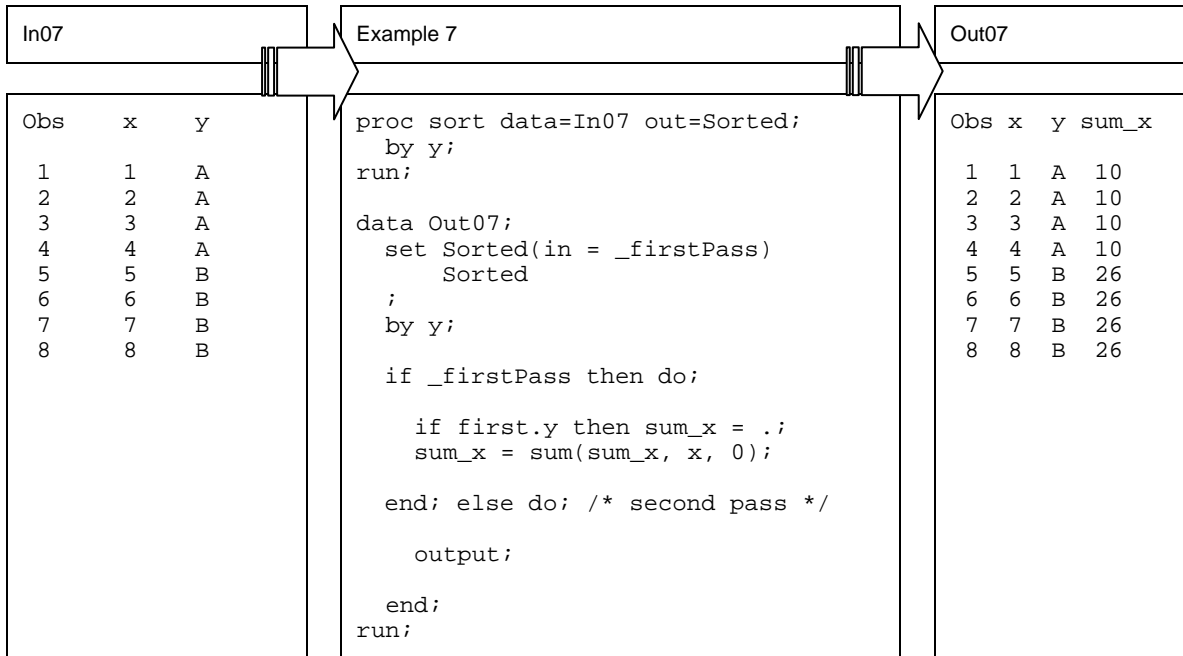 In07
Obs x y
1 1 A
2 2 A
3 3 A
4 4 A
5 5 B
6 6 B
7 7 B
8 8 B
Example 7
proc sort data=In07 out=Sorted;
by y;
run;
data Out07;
set Sorted(in = _firstPass)
Sorted
;
by y;
if _firstPass then do;
if first.y then sum_x = .;
sum_x = sum(sum_x, x, 0);
end; else do; /* second pass */
output;
end;
run;
Out07
Obs x y sum_x
1 1 A 10
2 2 A 10
3 3 A 10
4 4 A 10
5 5 B 26
6 6 B 26
7 7 B 26
8 8 B 26